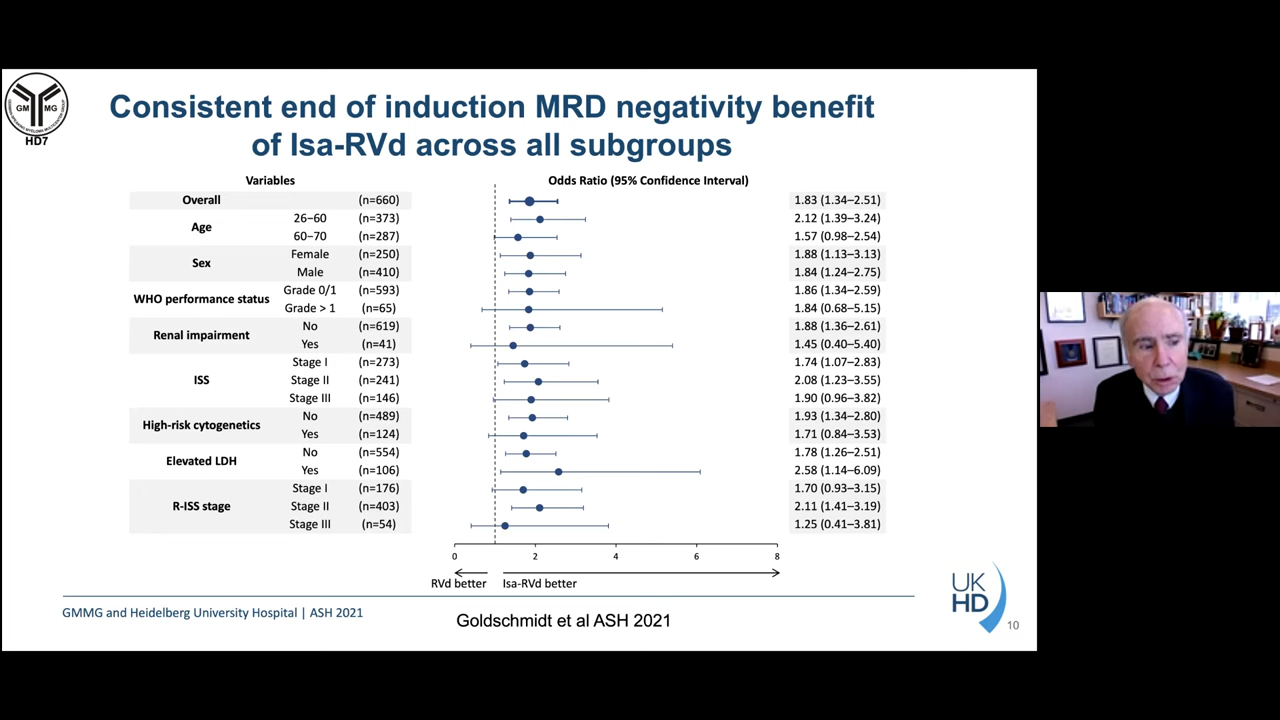 GM MG
HD7
Consistent end of induction MRD negativity benefit
of Isa-RVd across all subgroups
Variables Odds Ratio (95% Confidence Interval)
Overall (n=660) 1.83 (1.34–2.51)
Age 26–60 (n=373) 2.12 (1.39–3.24)
60–70 (n=287) 1.57 (0.98–2.54)
Sex Female (n=250) 1.88 (1.13–3.13)
Male (n=410) 1.84 (1.24–2.75)
WHO performance status Grade 0/1 (n=593) 1.86 (1.34–2.59)
Grade > 1 (n=65) 1.84 (0.68–5.15)
Renal impairment No (n=619) 1.88 (1.36–2.61)
Yes (n=41) 1.45 (0.40–5.40)
ISS Stage I (n=273) 1.74 (1.07–2.83)
Stage II (n=241) 2.08 (1.23–3.55)
Stage III (n=146) 1.90 (0.96–3.82)
High-risk cytogenetics No (n=489) 1.93 (1.34–2.80)
Yes (n=124) 1.71 (0.84–3.53)
Elevated LDH No (n=554) 1.78 (1.26–2.51)
Yes (n=106) 2.58 (1.14–6.09)
R-ISS stage Stage I (n=176) 1.70 (0.93–3.15)
Stage II (n=403) 2.11 (1.41–3.19)
Stage III (n=54) 1.25 (0.41–3.81)
0 2 4 6 8
RVd better Isa-RVd better
GMMG and Heidelberg University Hospital | ASH 2021
Goldschmidt et al ASH 2021
UK
HD
10